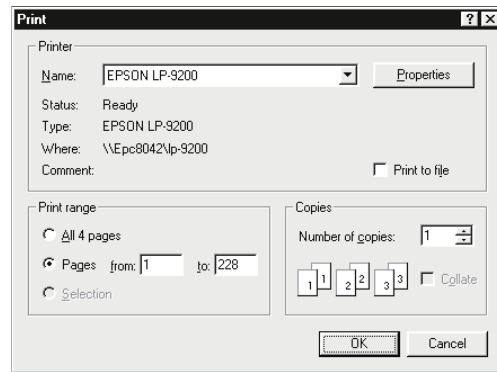 Print
Printer
Name: EPSON LP-9200 Properties
Status: Ready
Type: EPSON LP-9200
Where: \\Epc8042\lp-9200
Comment: Print to file
Print range
All 4 pages
Pages from: 1 to: 228
Selection
Copies
Number of copies: 1
1 1 2 2 3 3 Collate
OK Cancel